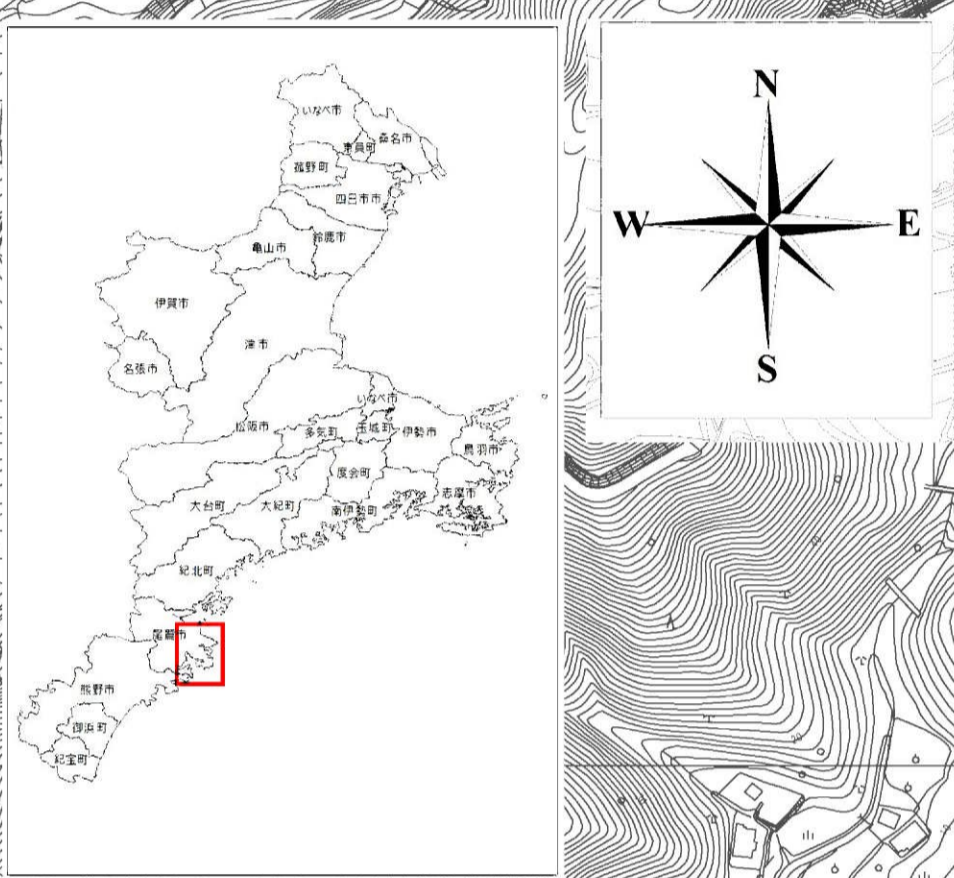 いなべ市
桑名市
東員町
菰野町
四日市市
鈴鹿市
亀山市
伊賀市
津市
名張市
いなべ市
松阪市
多気町
玉城町
伊勢市
鳥羽市
度会町
志摩市
大台町
大紀町
南伊勢町
紀北町
尾鷲市
熊野市
御浜町
紀宝町
N
W
E
S